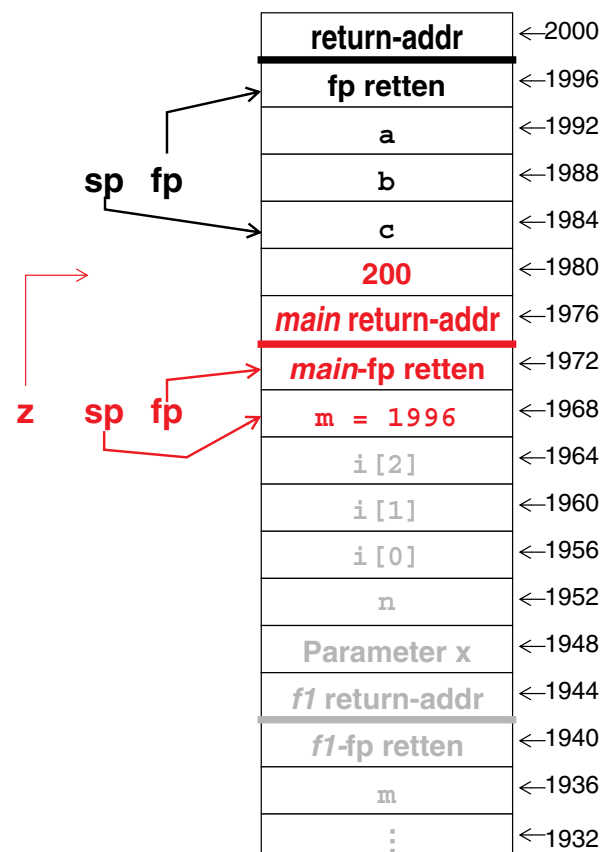 return-addr ←2000
fp retten ←1996
a ←1992
sp fp b ←1988
c ←1984
200 ←1980
main return-addr ←1976
main-fp retten ←1972
z sp fp m = 1996 ←1968
i[2] ←1964
i[1] ←1960
i[0] ←1956
n ←1952
Parameter x ←1948
f1 return-addr ←1944
f1-fp retten ←1940
m ←1936
⋮ ←1932